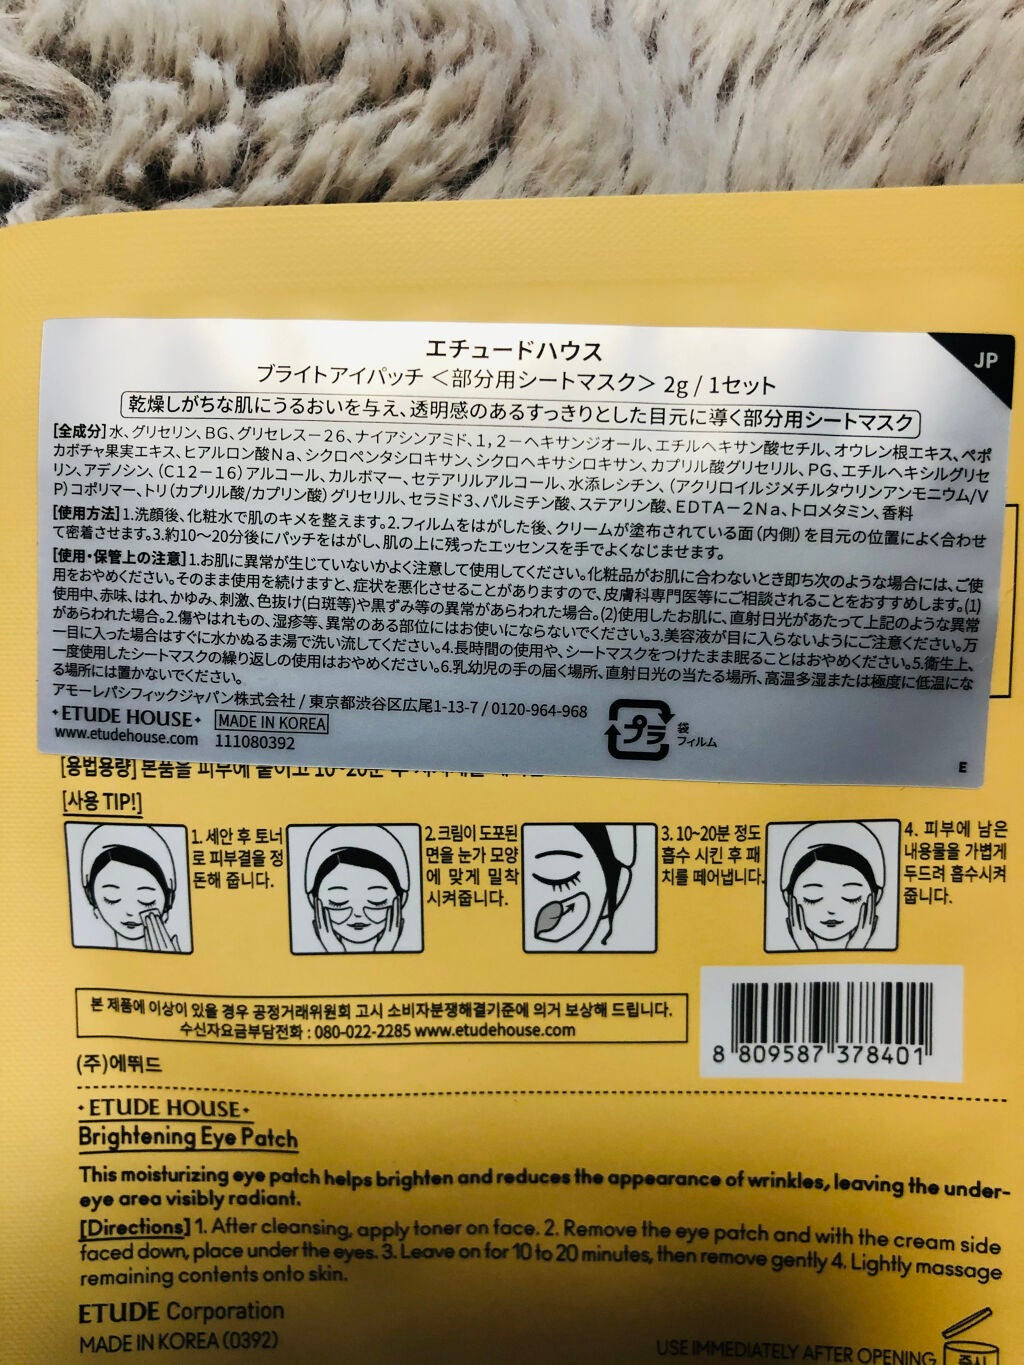 JP
エチュードハウス
ブライトアイパッチ ＜部分用シートマスク＞ 2g / 1セット
乾燥しがちな肌にうるおいを与え、透明感のあるすっきりとした目元に導く部分用シートマスク
[全成分] 水、グリセリン、BG、グリセレス－26、ナイアシンアミド、1，2－ヘキサンジオール、エチルヘキサン酸セチル、オウレン根エキス、ペポ
カボチャ果実エキス、ヒアルロン酸Na、シクロペンタシロキサン、シクロヘキシロキサン、カプリル酸グリセリル、PG、エチルヘキシルグリセ
リン、アデノシン、（C12－16）アルコール、カルボマー、セテアリルアルコール、水添レシチン、（アクリロイルジメチルタウリンアンモニウム/V
P）コポリマー、トリ（カプリル酸/カプリン酸）グリセリル、セラミド3、パルミチン酸、ステアリン酸、EDTA－2Na、トロメタミン、香料
[使用方法] 1.洗顔後、化粧水で肌のキメを整えます。2.フィルムをはがした後、クリームが塗布されている面（内側）を目元の位置によく合わせ
て密着させます。3.約10～20分後にパッチをはがし、肌の上に残ったエッセンスを手でよくなじませます。
[使用・保管上の注意] 1.お肌に異常が生じていないかよく注意して使用してください。化粧品がお肌に合わないとき即ち次のような場合には、ご使
用をおやめください。そのまま使用を続けますと、症状を悪化させることがありますので、皮膚科専門医等にご相談されることをおすすめします。(1)
使用中、赤味、はれ、かゆみ、刺激、色抜け(白斑等)や黒ずみ等の異常があらわれた場合。(2)使用したお肌に、直射日光があたって上記のような異常
があらわれた場合。2.傷やはれもの、湿疹等、異常のある部位にはお使いにならないでください。3.美容液が目に入らないようにご注意ください。万
一目に入った場合はすぐに水かぬるま湯で洗い流してください。4.長時間の使用や、シートマスクをつけたまま眠ることはおやめください。5.衛生上、
一度使用したシートマスクの繰り返しの使用はおやめください。6.乳幼児の手の届く場所、直射日光の当たる場所、高温多湿または極度に低温にな
る場所には置かないでください。
アモーレパシフィックジャパン株式会社 / 東京都渋谷区広尾1-13-7 / 0120-964-968
ETUDE HOUSE MADE IN KOREA
www.etudehouse.com 111080392
プラ 袋 フィルム
E
[용법용량] 본품을 피부에 붙이고 10~20분 후
[사용 TIP!]
1. 세안 후 토너
로 피부결을 정
돈해 줍니다.
2. 크림이 도포된
면을 눈가 모양
에 맞게 밀착
시켜줍니다.
3. 10~20분 정도
흡수 시킨 후 패
치를 떼어냅니다.
4. 피부에 남은
내용물을 가볍게
두드려 흡수시켜
줍니다.
본 제품에 이상이 있을 경우 공정거래위원회 고시 소비자분쟁해결기준에 의거 보상해 드립니다.
수신자요금부담전화 : 080-022-2285 www.etudehouse.com
8 809587 378401
(주)에뛰드
ETUDE HOUSE
Brightening Eye Patch
This moisturizing eye patch helps brighten and reduces the appearance of wrinkles, leaving the under-
eye area visibly radiant.
[Directions] 1. After cleansing, apply toner on face. 2. Remove the eye patch and with the cream side
faced down, place under the eyes. 3. Leave on for 10 to 20 minutes, then remove gently 4. Lightly massage
remaining contents onto skin.
ETUDE Corporation
MADE IN KOREA (0392)
USE IMMEDIATELY AFTER OPENING